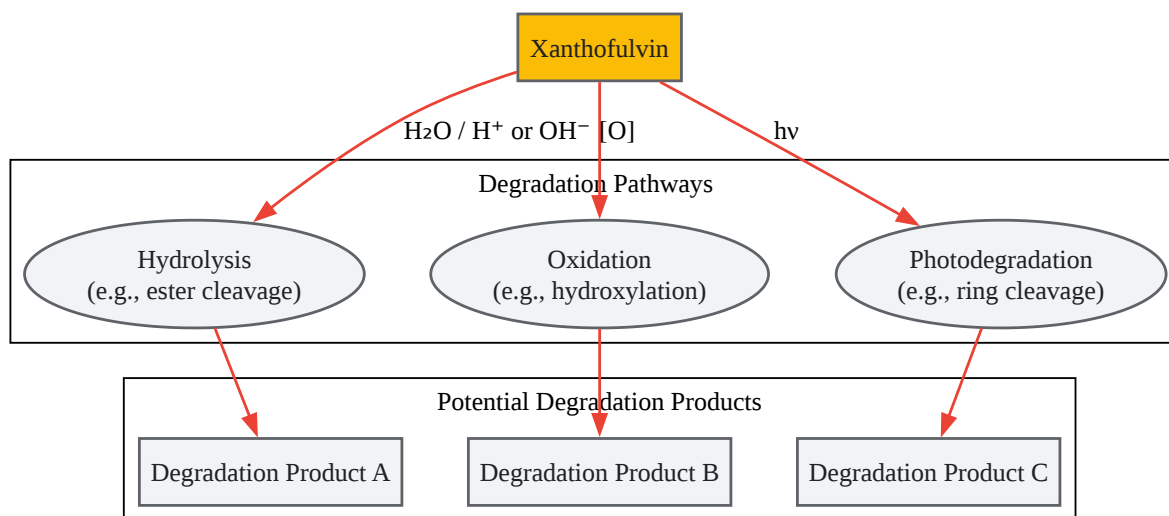 Xanthofulvin
H₂O / H⁺ or OH⁻
[O]
hν
Degradation Pathways
Hydrolysis
(e.g., ester cleavage)
Oxidation
(e.g., hydroxylation)
Photodegradation
(e.g., ring cleavage)
Potential Degradation Products
Degradation Product A
Degradation Product B
Degradation Product C